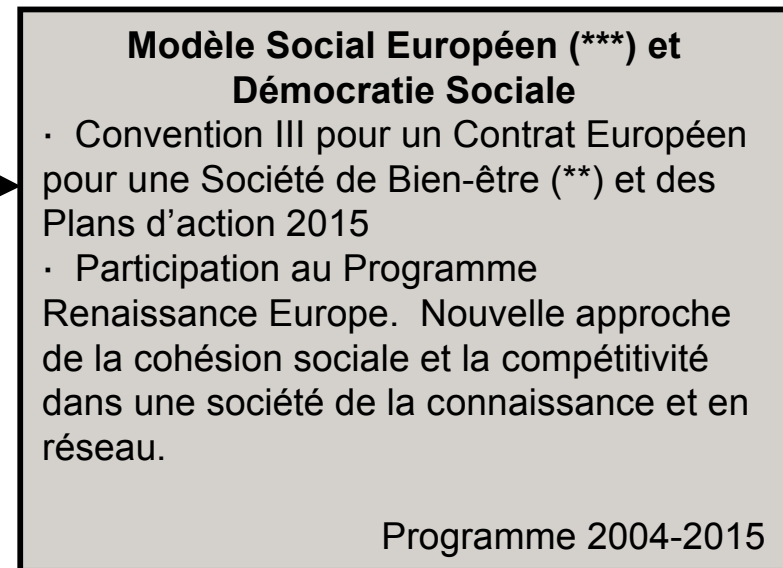 Modèle Social Européen (***) et
Démocratie Sociale
· Convention III pour un Contrat Européen
pour une Société de Bien-être (**) et des
Plans d'action 2015
· Participation au Programme
Renaissance Europe. Nouvelle approche
de la cohésion sociale et la compétitivité
dans une société de la connaissance et en
réseau.
Programme 2004-2015